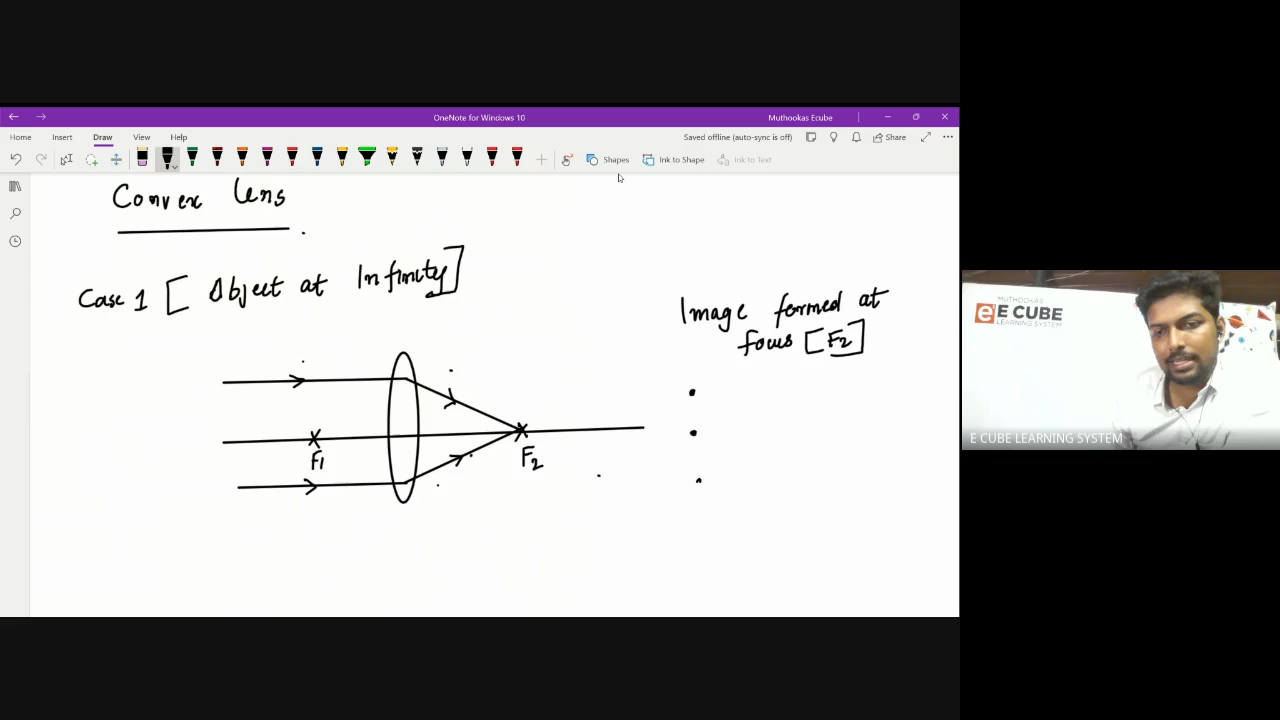 OneNote for Windows 10
Muthookas Ecube
Home Insert Draw View Help
Saved offline (auto-sync is off)
Share
Shapes
Ink to Shape
Ink to Text
Convex lens
Case 1 [Object at Infinity]
Image formed at
focus [F2]
F1
F2
MUTHOOKAS
E CUBE
LEARNING SYSTEM
E CUBE LEARNING SYSTEM